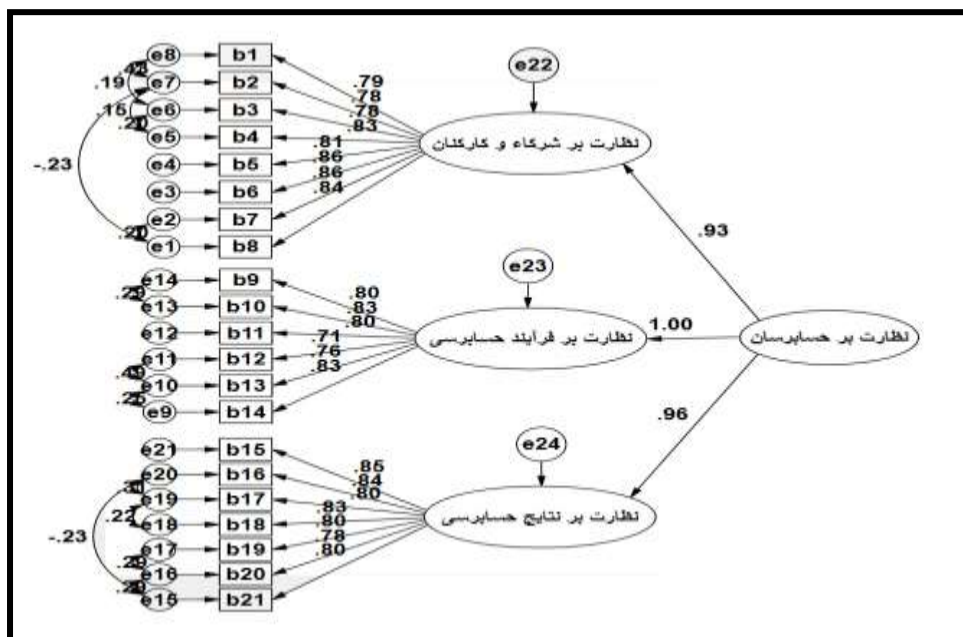 e8 b1
e7 b2
e6 b3
e5 b4
e4 b5
e3 b6
e2 b7
e1 b8
.19
.15
-.23
.79
.78
.78
.83
.81
.86
.86
.84
e22
نظارت بر شرکاء و کارکنان
.93
e14 b9
e13 b10
e12 b11
e11 b12
e10 b13
e9 b14
.80
.83
.80
.71
.76
.83
e23
نظارت بر فرآیند حسابرسی
1.00
نظارت بر حسابرسان
.96
e21 b15
e20 b16
e19 b17
e18 b18
e17 b19
e16 b20
e15 b21
.22
-.23
.85
.84
.80
.83
.80
.78
.80
e24
نظارت بر نتایج حسابرسی